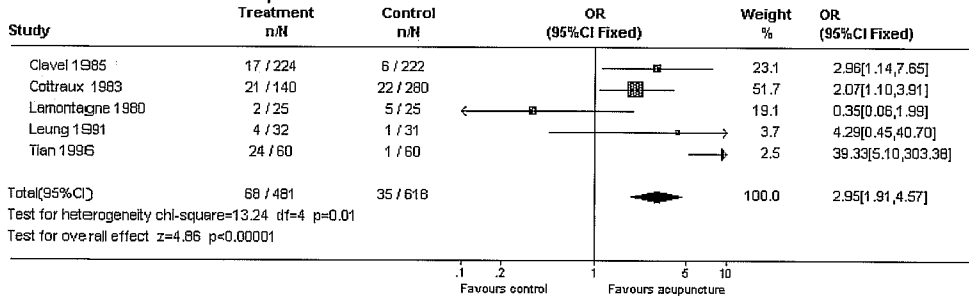 Treatment Control OR Weight OR
Study n/N n/N (95%CI Fixed) % (95%CI Fixed)
Clavel 1985 17 / 224 6 / 222 23.1 2.96[1.14,7.65]
Cottraux 1983 21 / 140 22 / 280 51.7 2.07[1.10,3.91]
Lamontagne 1980 2 / 25 5 / 25 19.1 0.35[0.06,1.99]
Leung 1991 4 / 32 1 / 31 3.7 4.29[0.45,40.70]
Tian 1996 24 / 60 1 / 60 2.5 39.33[5.10,303.38]
Total(95%CI) 68 / 481 35 / 618 100.0 2.95[1.91,4.57]
Test for heterogeneity chi-square=13.24 df=4 p=0.01
Test for overall effect z=4.86 p<0.00001
.1 .2 1 5 10
Favours control Favours acupuncture